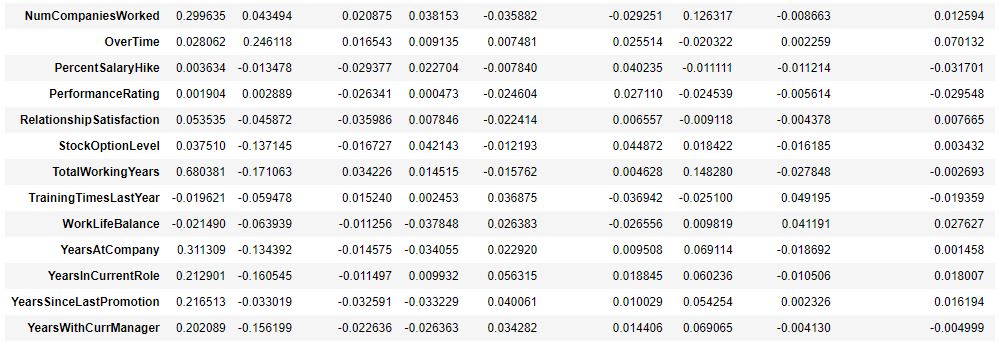 NumCompaniesWorked 0.299635 0.043494 0.020875 0.038153 -0.035882 -0.029251 0.126317 -0.008663 0.012594
OverTime 0.028062 0.246118 0.016543 0.009135 0.007481 0.025514 -0.020322 0.002259 0.070132
PercentSalaryHike 0.003634 -0.013478 -0.029377 0.022704 -0.007840 0.040235 -0.011111 -0.011214 -0.031701
PerformanceRating 0.001904 0.002889 -0.026341 0.000473 -0.024604 0.027110 -0.024539 -0.005614 -0.029548
RelationshipSatisfaction 0.053535 -0.045872 -0.035986 0.007846 -0.022414 0.006557 -0.009118 -0.004378 0.007665
StockOptionLevel 0.037510 -0.137145 -0.016727 0.042143 -0.012193 0.044872 0.018422 -0.016185 0.003432
TotalWorkingYears 0.680381 -0.171063 0.034226 0.014515 -0.015762 0.004628 0.148280 -0.027848 -0.002693
TrainingTimesLastYear -0.019621 -0.059478 0.015240 0.002453 0.036875 -0.036942 -0.025100 0.049195 -0.019359
WorkLifeBalance -0.021490 -0.063939 -0.011256 -0.037848 0.026383 -0.026556 0.009819 0.041191 0.027627
YearsAtCompany 0.311309 -0.134392 -0.014575 -0.034055 0.022920 0.009508 0.069114 -0.018692 0.001458
YearsInCurrentRole 0.212901 -0.160545 -0.011497 0.009932 0.056315 0.018845 0.060236 -0.010506 0.018007
YearsSinceLastPromotion 0.216513 -0.033019 -0.032591 -0.033229 0.040061 0.010029 0.054254 0.002326 0.016194
YearsWithCurrManager 0.202089 -0.156199 -0.022636 -0.026363 0.034282 0.014406 0.069065 -0.004130 -0.004999